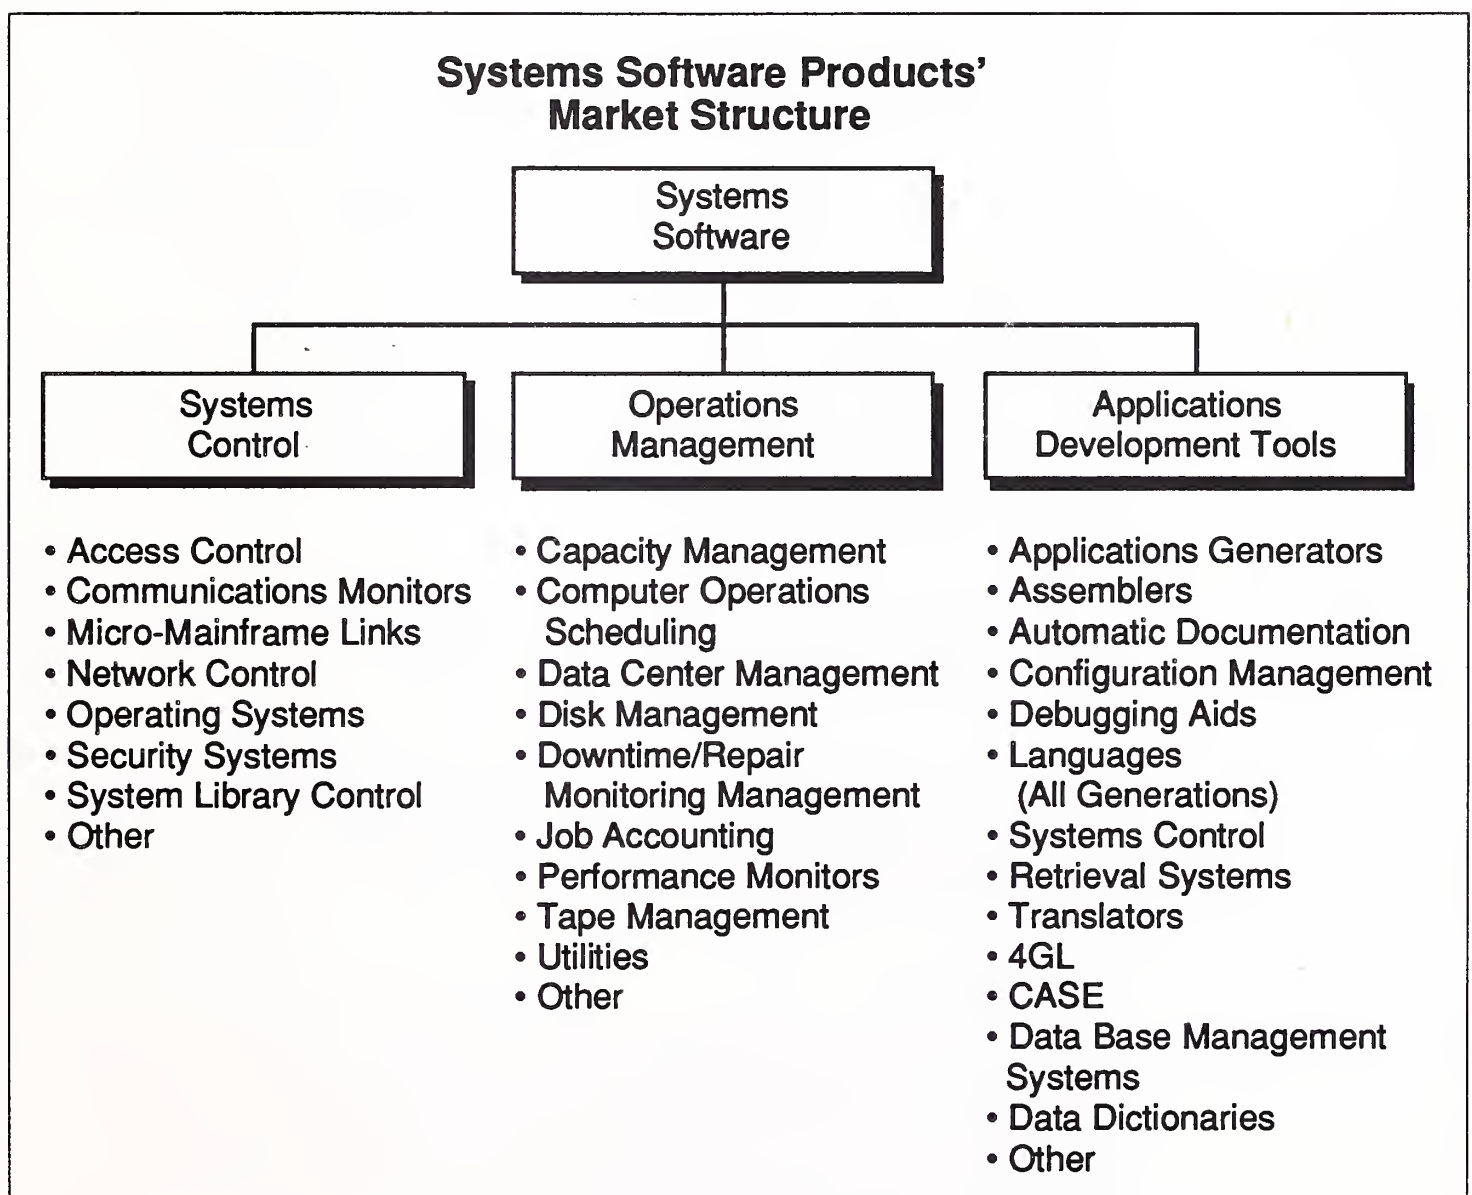 Systems Software Products’
Market Structure
Systems
Software
Systems
Control
Operations
Management
Applications
Development Tools
• Access Control
• Communications Monitors
• Micro-Mainframe Links
• Network Control
• Operating Systems
• Security Systems
• System Library Control
• Other
• Capacity Management
• Computer Operations
Scheduling
• Data Center Management
• Disk Management
• Downtime/Repair
Monitoring Management
• Job Accounting
• Performance Monitors
• Tape Management
• Utilities
• Other
• Applications Generators
• Assemblers
• Automatic Documentation
• Configuration Management
• Debugging Aids
• Languages
(All Generations)
• Systems Control
• Retrieval Systems
• Translators
• 4GL
• CASE
• Data Base Management
Systems
• Data Dictionaries
• Other